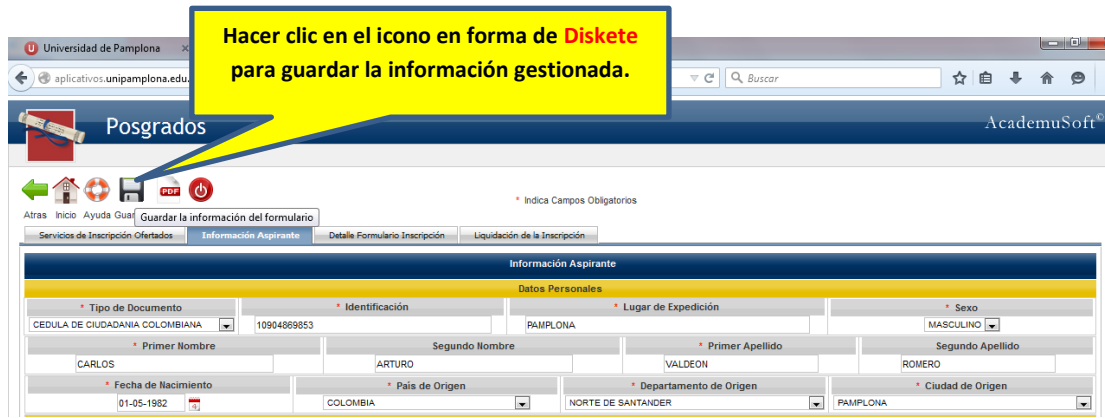 Hacer clic en el icono en forma de Diskete
para guardar la información gestionada.
Universidad de Pamplona
aplicativos.unipamplona.edu.
Buscar
Posgrados
AcademuSoft©
PDF
* Indica Campos Obligatorios
Atras Inicio Ayuda Guar
Guardar la información del formulario
Servicios de Inscripción Ofertados Información Aspirante Detalle Formulario Inscripción Liquidación de la Inscripción
Información Aspirante
Datos Personales
* Tipo de Documento * Identificación * Lugar de Expedición * Sexo
CEDULA DE CIUDADANIA COLOMBIANA 10904869853 PAMPLONA MASCULINO
* Primer Nombre Segundo Nombre * Primer Apellido Segundo Apellido
CARLOS ARTURO VALDEON ROMERO
* Fecha de Nacimiento * País de Origen * Departamento de Origen * Ciudad de Origen
01-05-1982 COLOMBIA NORTE DE SANTANDER PAMPLONA